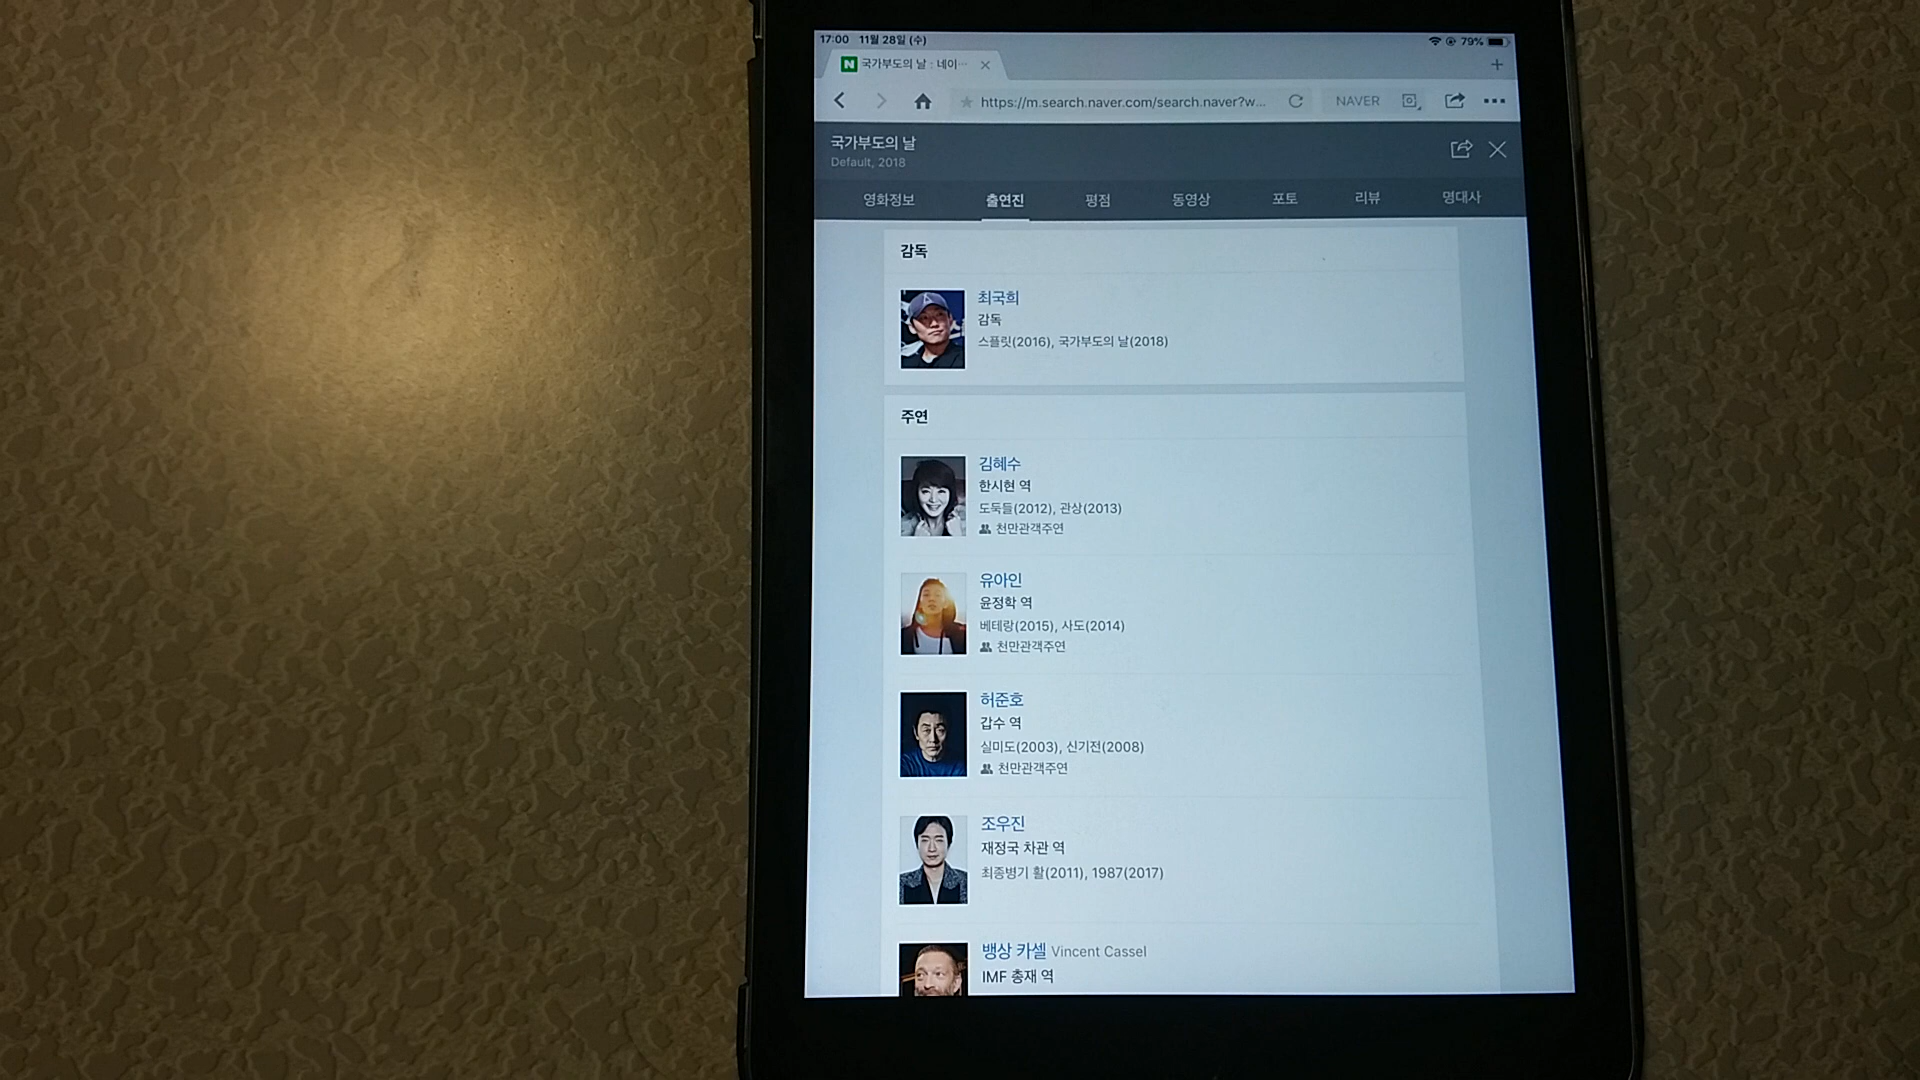 17:00 11월 28일 (수)
79%
N 국가부도의 날 : 네이…
https://m.search.naver.com/search.naver?w...
NAVER
국가부도의 날
Default, 2018
영화정보 출연진 평점 동영상 포토 리뷰 명대사
감독
최국희
감독
스플릿(2016), 국가부도의 날(2018)
주연
김혜수
한시현 역
도둑들(2012), 관상(2013)
천만관객주연
유아인
윤정학 역
베테랑(2015), 사도(2014)
천만관객주연
허준호
갑수 역
실미도(2003), 신기전(2008)
천만관객주연
조우진
재정국 차관 역
최종병기 활(2011), 1987(2017)
뱅상 카셀 Vincent Cassel
IMF 총재 역